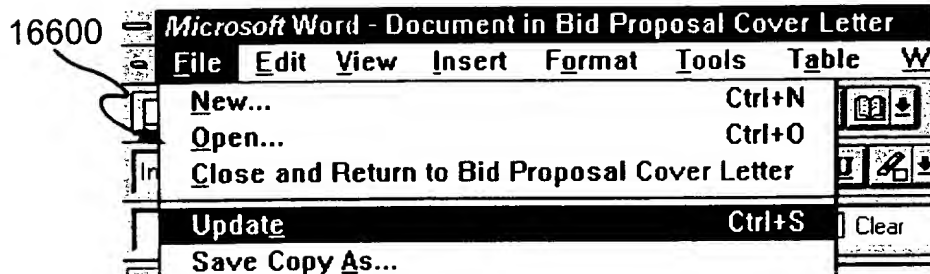 16600
Microsoft Word - Document in Bid Proposal Cover Letter
File Edit View Insert Format Tools Table W
New... Ctrl+N
Open... Ctrl+O
Close and Return to Bid Proposal Cover Letter
In U
Update Ctrl+S Clear
Save Copy As...